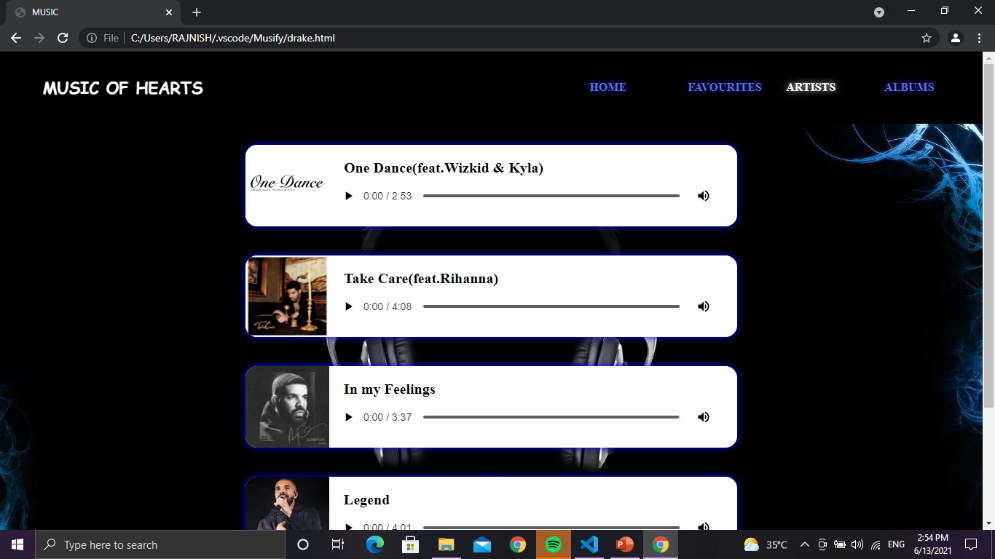 MUSIC
File C:/Users/RAJNISH/.vscode/Musify/drake.html
MUSIC OF HEARTS
HOME FAVOURITES ARTISTS ALBUMS
One Dance
One Dance(feat.Wizkid & Kyla)
0:00 / 2:53
Take Care(feat.Rihanna)
0:00 / 4:08
In my Feelings
0:00 / 3:37
Legend
0:00 / 4:01
Type here to search
35°C
ENG
2:54 PM
6/13/2021